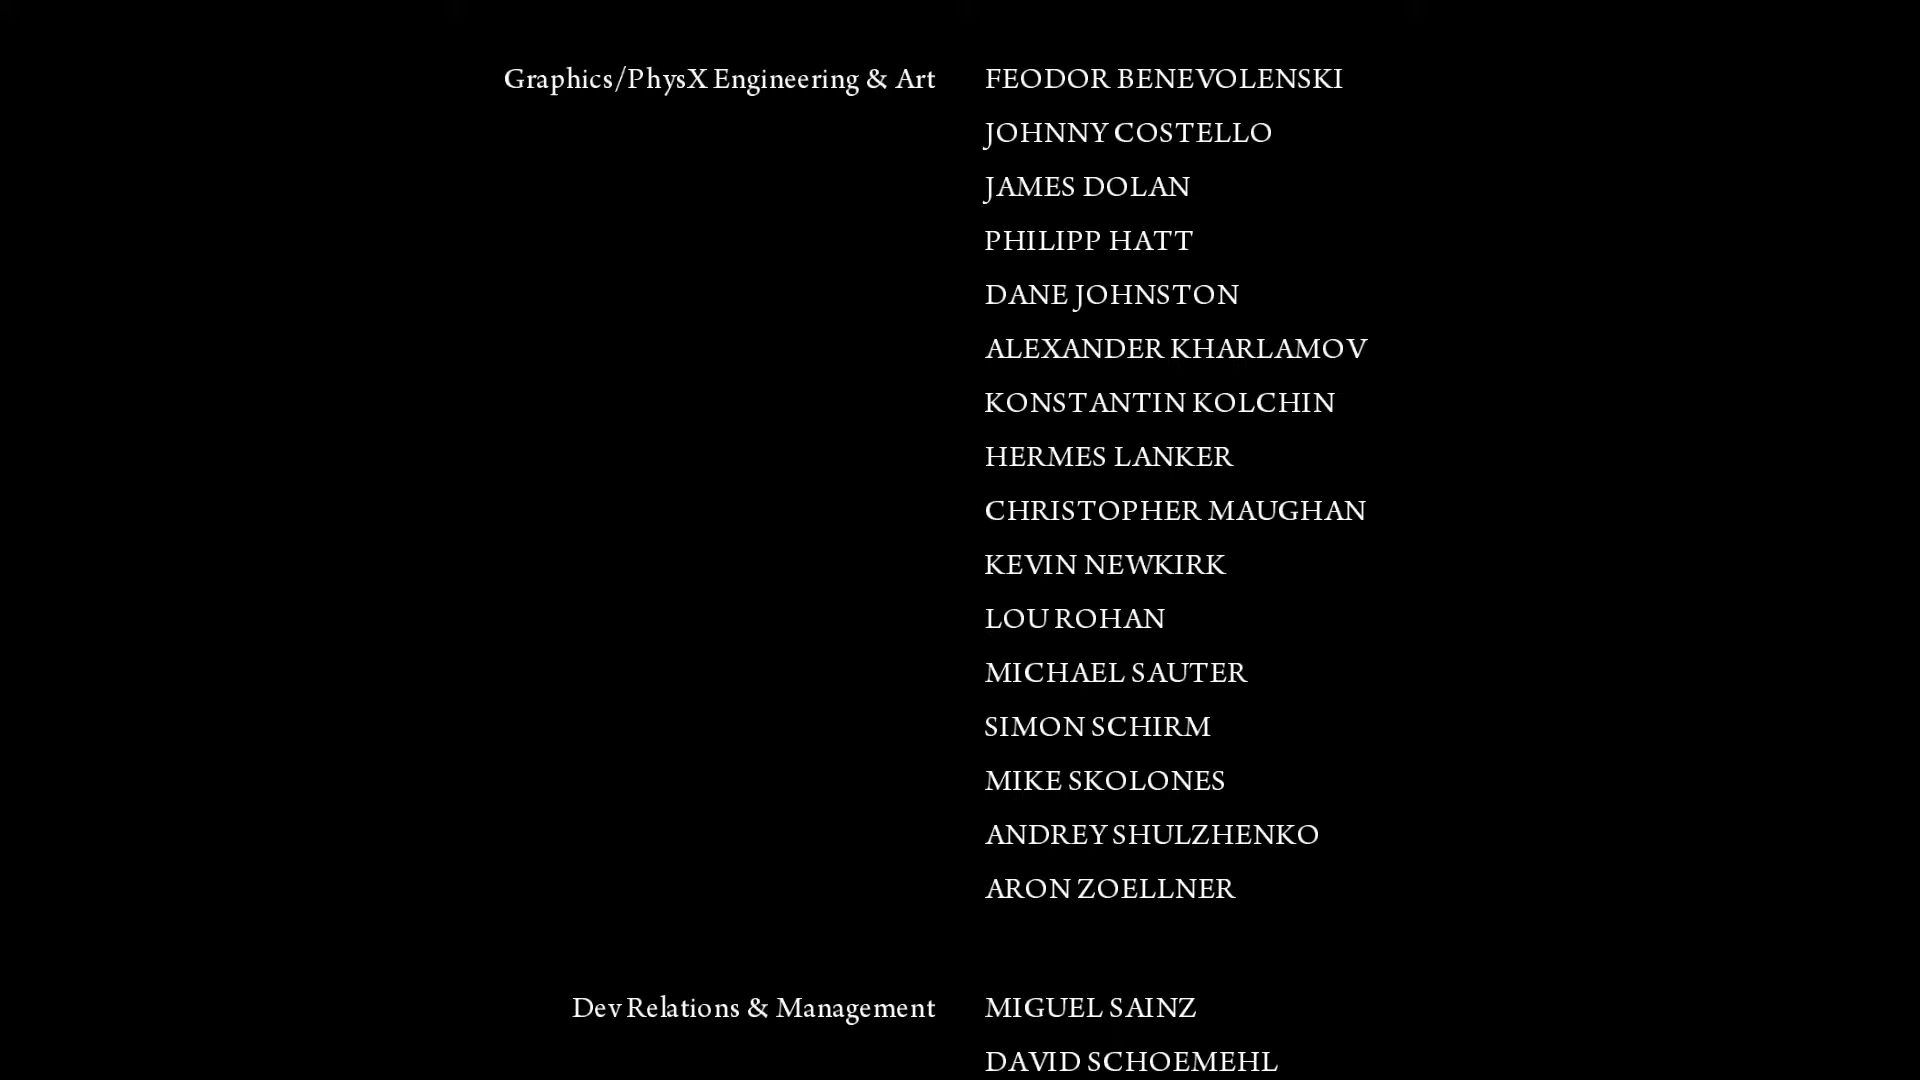 Graphics/PhysX Engineering & Art FEODOR BENEVOLENSKI
JOHNNY COSTELLO
JAMES DOLAN
PHILIPP HATT
DANE JOHNSTON
ALEXANDER KHARLAMOV
KONSTANTIN KOLCHIN
HERMES LANKER
CHRISTOPHER MAUGHAN
KEVIN NEWKIRK
LOU ROHAN
MICHAEL SAUTER
SIMON SCHIRM
MIKE SKOLONES
ANDREY SHULZHENKO
ARON ZOELLNER
Dev Relations & Management MIGUEL SAINZ
DAVID SCHOEMEHL